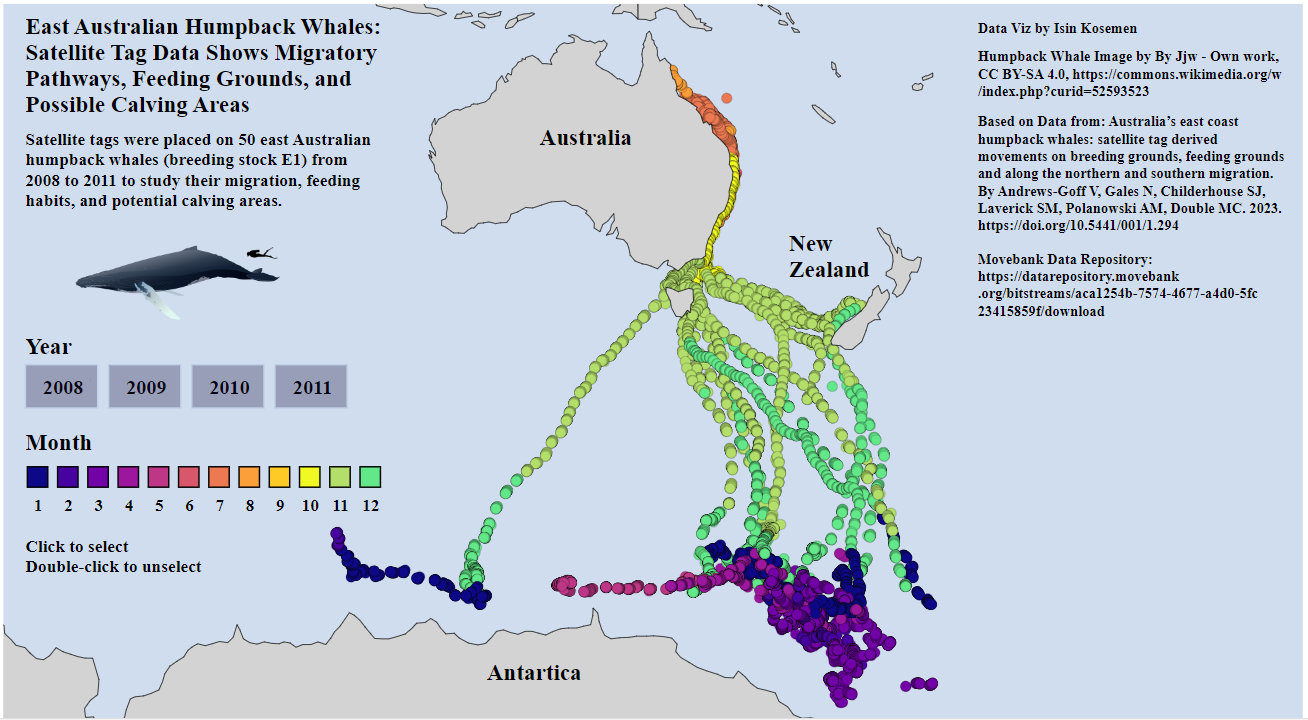 East Australian Humpback Whales:
Satellite Tag Data Shows Migratory
Pathways, Feeding Grounds, and
Possible Calving Areas
Satellite tags were placed on 50 east Australian
humpback whales (breeding stock E1) from
2008 to 2011 to study their migration, feeding
habits, and potential calving areas.
Year
2008 2009 2010 2011
Month
1 2 3 4 5 6 7 8 9 10 11 12
Click to select
Double-click to unselect
Australia
New
Zealand
Antartica
Data Viz by Isin Kosemen
Humpback Whale Image by By Jjw - Own work,
CC BY-SA 4.0, https://commons.wikimedia.org/w
/index.php?curid=52593523
Based on Data from: Australia's east coast
humpback whales: satellite tag derived
movements on breeding grounds, feeding grounds
and along the northern and southern migration.
By Andrews-Goff V, Gales N, Childerhouse SJ,
Laverick SM, Polanowski AM, Double MC. 2023.
https://doi.org/10.5441/001/1.294
Movebank Data Repository:
https://datarepository.movebank
.org/bitstreams/aca1254b-7574-4677-a4d0-5fc
23415859f/download